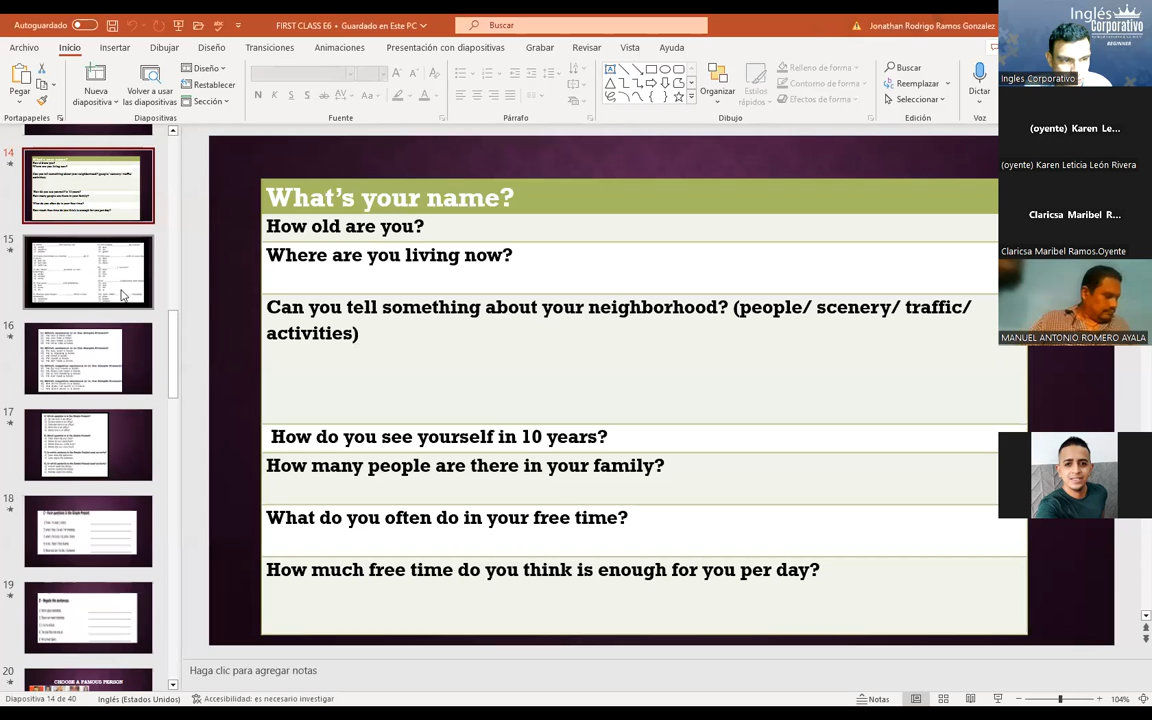 Autoguardado
FIRST CLASS E6 • Guardado en Este PC
Buscar
Jonathan Rodrigo Ramos Gonzalez
Archivo Inicio Insertar Dibujar Diseño Transiciones Animaciones Presentación con diapositivas Grabar Revisar Vista Ayuda
Pegar
Nueva diapositiva
Volver a usar las diapositivas
Diseño
Restablecer
Sección
Organizar
Estilos rápidos
Relleno de forma
Contorno de forma
Efectos de forma
Buscar
Reemplazar
Seleccionar
Dictar
Portapapeles Diapositivas Fuente Párrafo Dibujo Edición Voz
14
15
16
17
18
19
20
CHOOSE A FAMOUS PERSON
What's your name?
How old are you?
Where are you living now?
Can you tell something about your neighborhood? (people/ scenery/ traffic/
activities)
How do you see yourself in 10 years?
How many people are there in your family?
What do you often do in your free time?
How much free time do you think is enough for you per day?
Inglés
Corporativo
BEGINNER
Ingles Corporativo
(oyente) Karen Le...
(oyente) Karen Leticia León Rivera
Claricsa Maribel R...
Claricsa Maribel Ramos.Oyente
MANUEL ANTONIO ROMERO AYALA
Haga clic para agregar notas
Diapositiva 14 de 40
Inglés (Estados Unidos)
Accesibilidad: es necesario investigar
Notas
104%